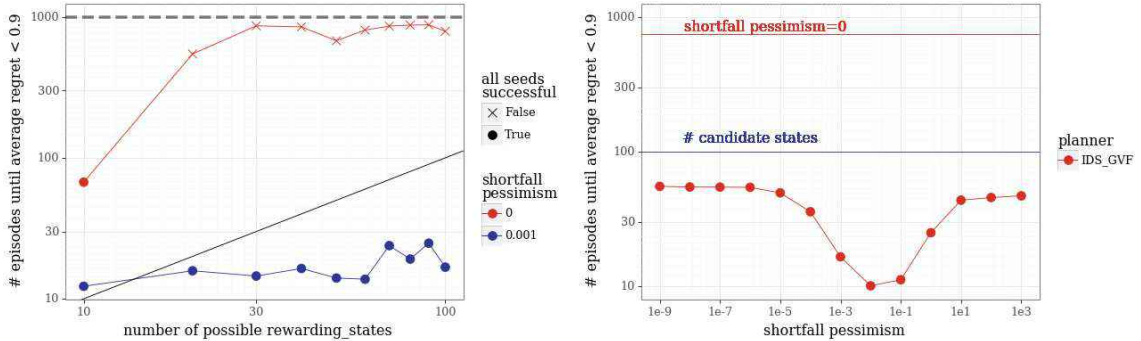 # episodes until average regret < 0.9
1000
300
100
30
10
10
30
100
number of possible rewarding_states
all seeds
successful
False
True
shortfall
pessimism
0
0.001
# episodes until average regret < 0.9
1000
300
100
30
10
shortfall pessimism=0
# candidate states
1e-9
1e-7
1e-5
1e-3
1e-1
1e1
1e3
shortfall pessimism
planner
IDS_GVF